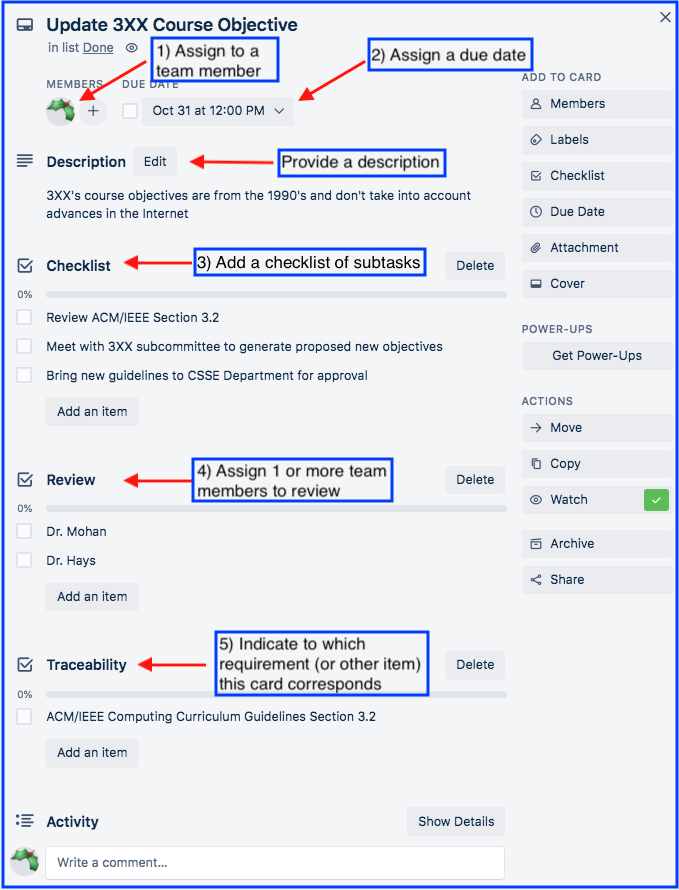 Update 3XX Course Objective
in list Done
1) Assign to a
team member
2) Assign a due date
MEMBERS
DUE DATE
+
Oct 31 at 12:00 PM
Description
Edit
Provide a description
3XX's course objectives are from the 1990's and don't take into account
advances in the Internet
Checklist
3) Add a checklist of subtasks
Delete
0%
Review ACM/IEEE Section 3.2
Meet with 3XX subcommittee to generate proposed new objectives
Bring new guidelines to CSSE Department for approval
Add an item
Review
4) Assign 1 or more team
members to review
Delete
0%
Dr. Mohan
Dr. Hays
Add an item
Traceability
5) Indicate to which
requirement (or other item)
this card corresponds
Delete
0%
ACM/IEEE Computing Curriculum Guidelines Section 3.2
Add an item
Activity
Show Details
Write a comment...
ADD TO CARD
Members
Labels
Checklist
Due Date
Attachment
Cover
POWER-UPS
Get Power-Ups
ACTIONS
Move
Copy
Watch
Archive
Share